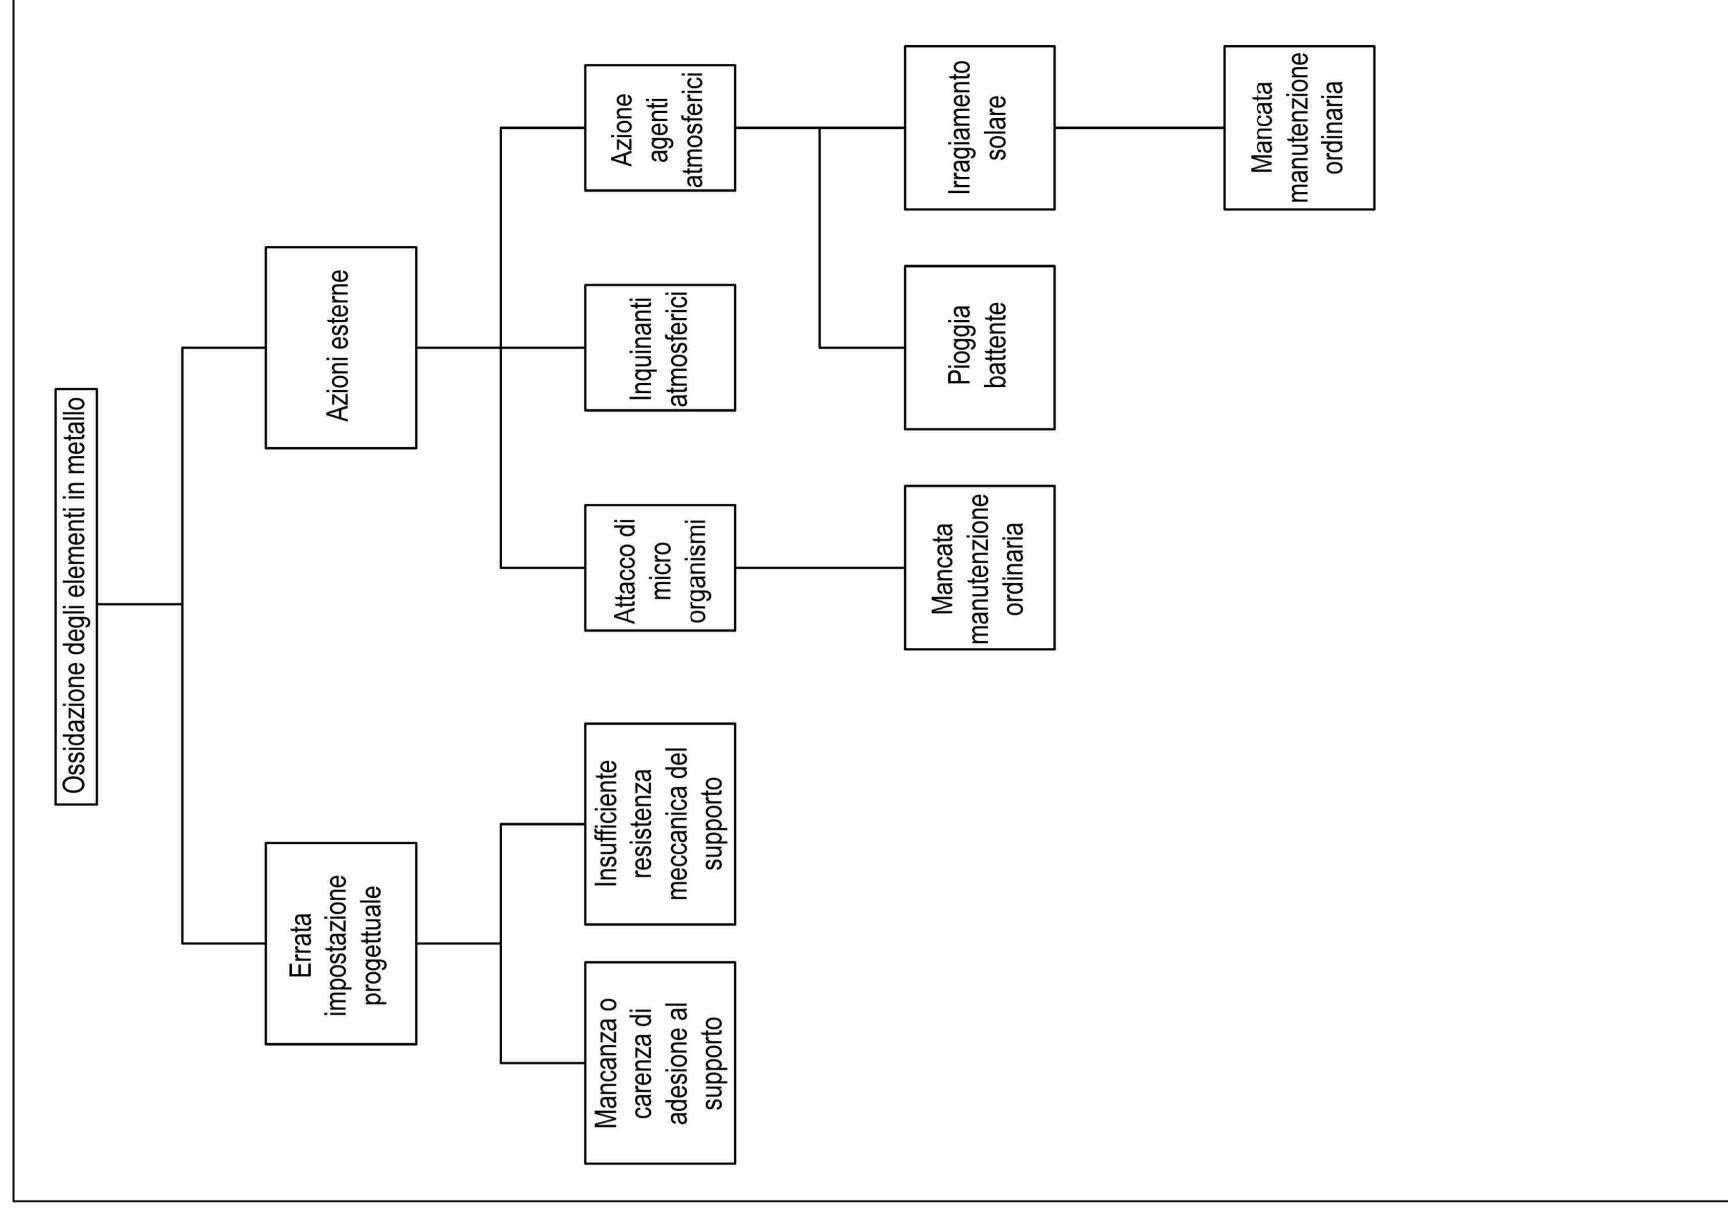 Ossidazione degli elementi in metallo
Errata
impostazione
progettuale
Azioni esterne
Mancanza o
carenza di
adesione al
supporto
Insufficiente
resistenza
meccanica del
supporto
Attacco di
micro
organismi
Inquinanti
atmosferici
Azione
agenti
atmosferici
Mancata
manutenzione
ordinaria
Pioggia
battente
Irragiamento
solare
Mancata
manutenzione
ordinaria